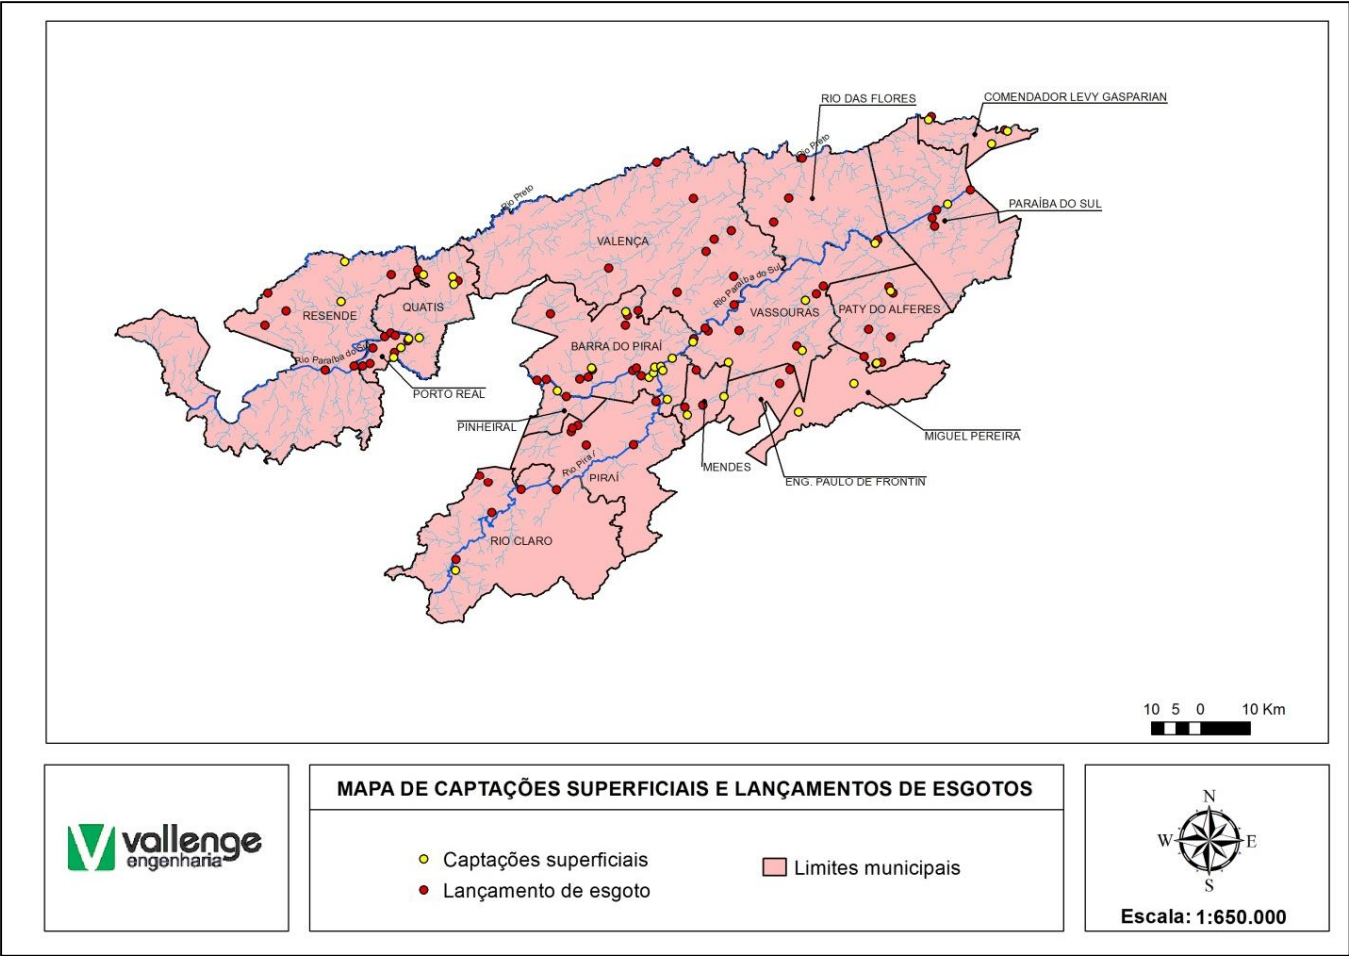 RIO DAS FLORES
COMENDADOR LEVY GASPARIAN
Rio Preto
Rio Preto
PARAÍBA DO SUL
VALENÇA
Rio Paraíba do Sul
RESENDE
QUATIS
VASSOURAS
PATY DO ALFERES
BARRA DO PIRAÍ
Rio Paraíba do Sul
PORTO REAL
PINHEIRAL
MIGUEL PEREIRA
MENDES
Rio Piraí
PIRAÍ
ENG. PAULO DE FRONTIN
RIO CLARO
10 5 0 10 Km
MAPA DE CAPTAÇÕES SUPERFICIAIS E LANÇAMENTOS DE ESGOTOS
vallenge
engenharia
Captações superficiais
Lançamento de esgoto
Limites municipais
N
W E
S
Escala: 1:650.000